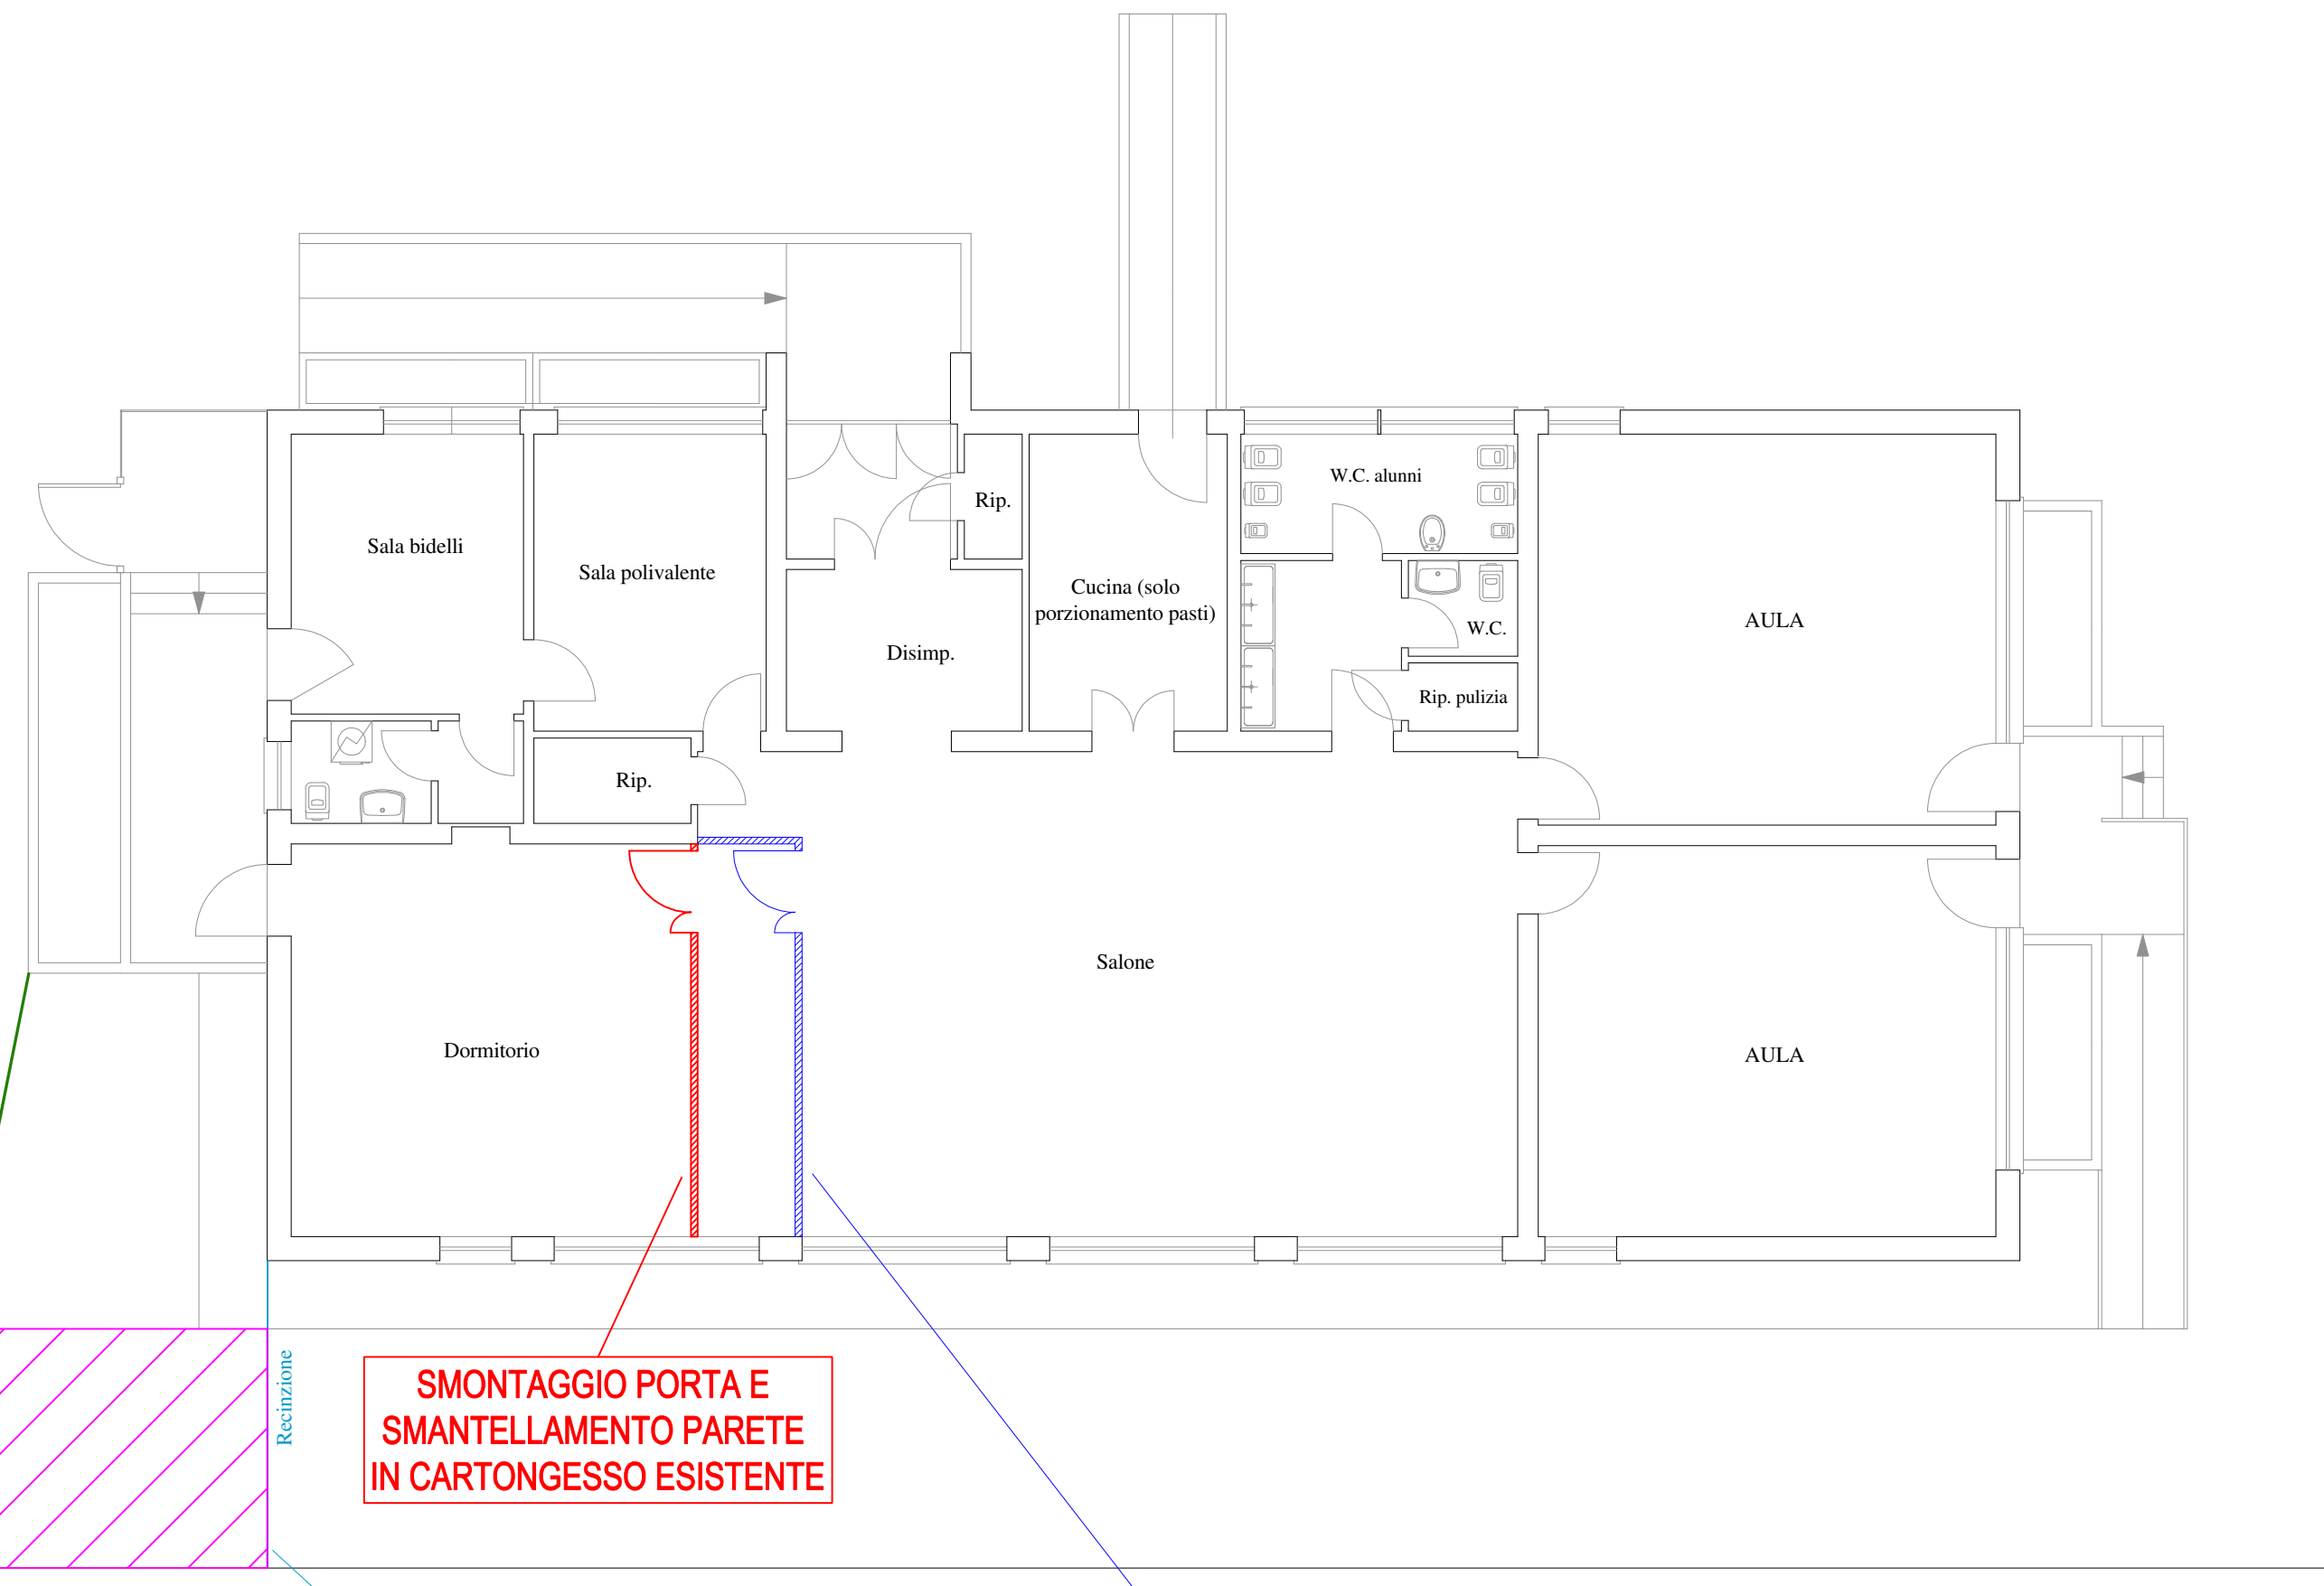 W.C. alunni
Rip.
Sala bidelli
Sala polivalente
Cucina (solo
porzionamento pasti)
AULA
W.C.
Disimp.
Rip. pulizia
Rip.
Salone
Dormitorio
AULA
Recinzione
SMONTAGGIO PORTA E
SMANTELLAMENTO PARETE
IN CARTONGESSO ESISTENTE